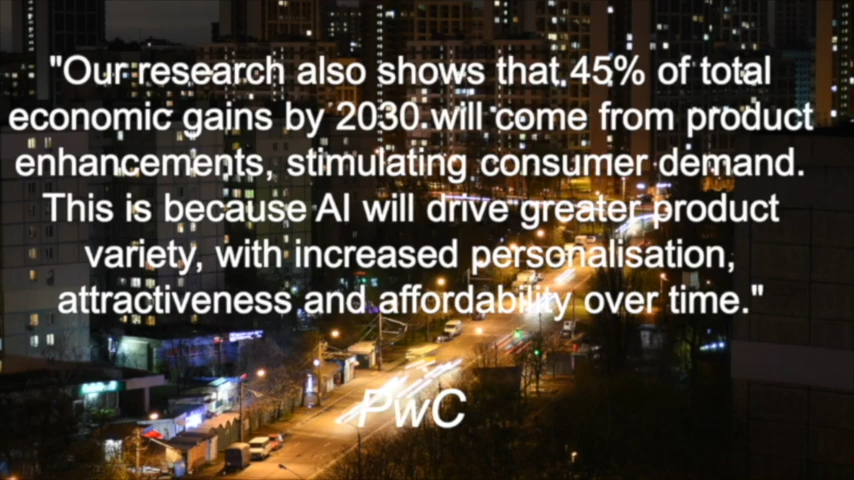 "Our research also shows that 45% of total
economic gains by 2030 will come from product
enhancements, stimulating consumer demand.
This is because AI will drive greater product
variety, with increased personalisation,
attractiveness and affordability over time."
PwC